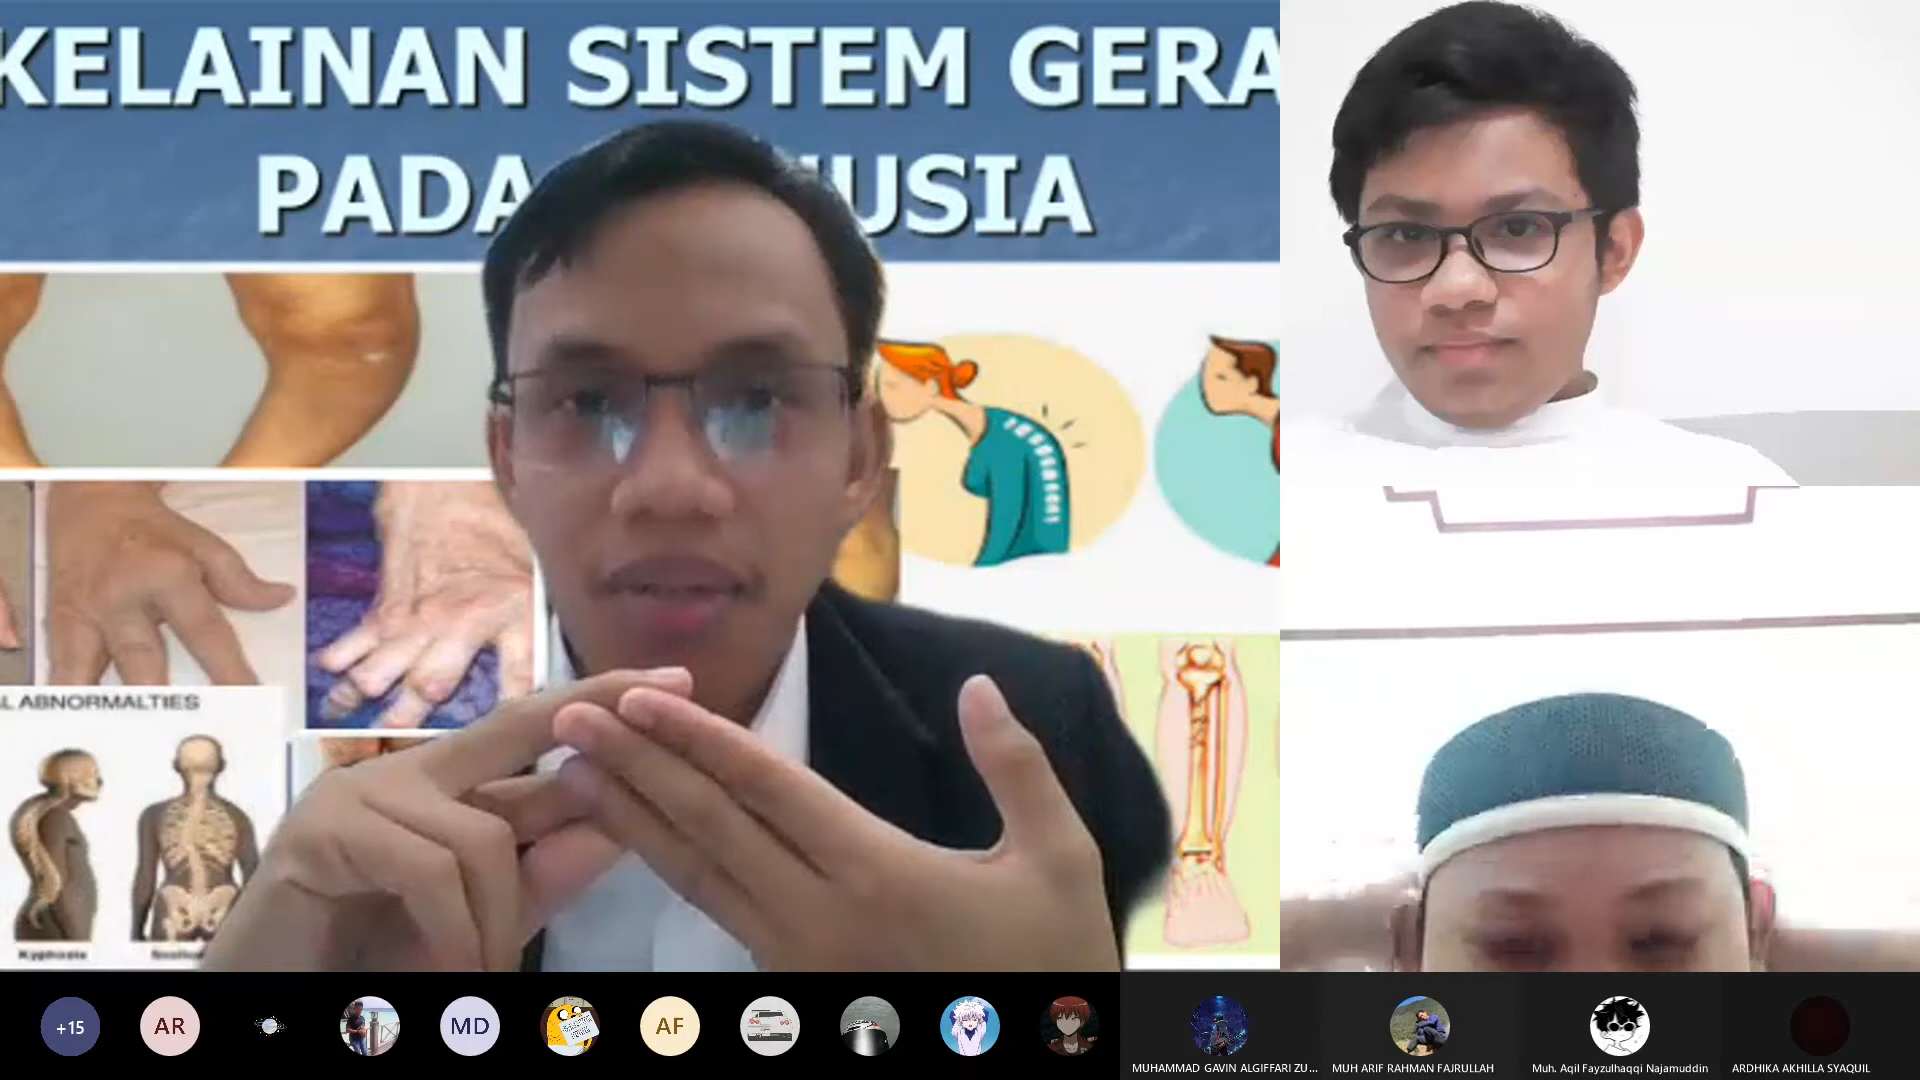 KELAINAN SISTEM GERA
PADA
USIA
L ABNORMALTIES
Kyphosis
+15
AR
MD
AF
MUHAMMAD GAVIN ALGIFFARI ZU...
MUH ARIF RAHMAN FAJRULLAH
Muh. Aqil Fayzulhaqqi Najamuddin
ARDHIKA AKHILLA SYAQUIL